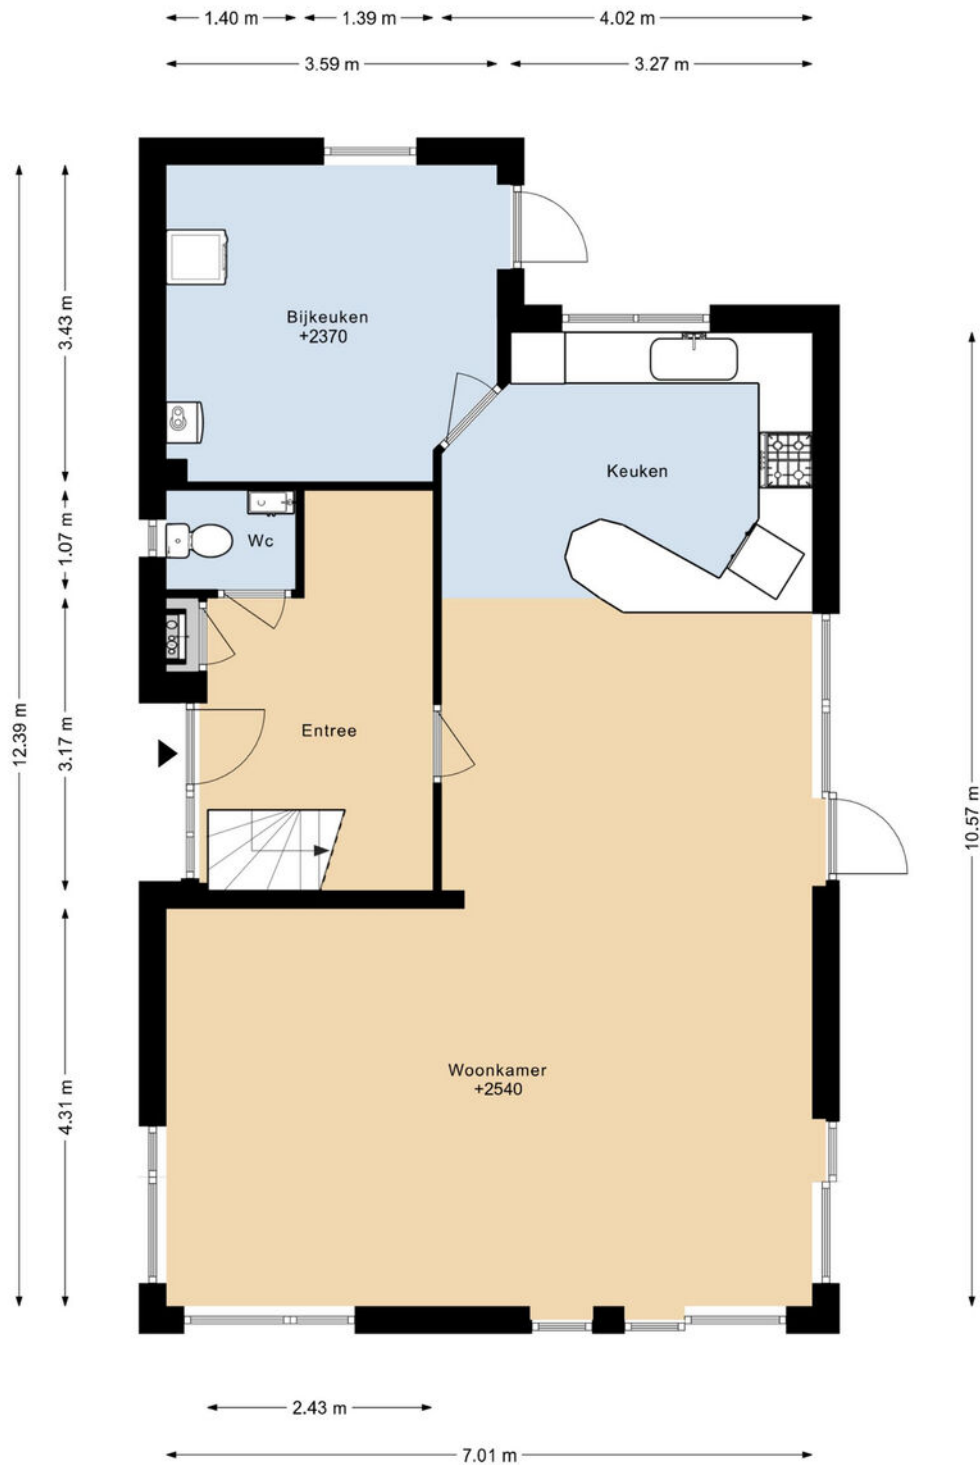 1.40 m 1.39 m 4.02 m
3.59 m 3.27 m
3.43 m
Bijkeuken
+2370
Keuken
1.07 m
Wc
12.39 m
3.17 m
Entree
10.57 m
4.31 m
Woonkamer
+2540
2.43 m
7.01 m